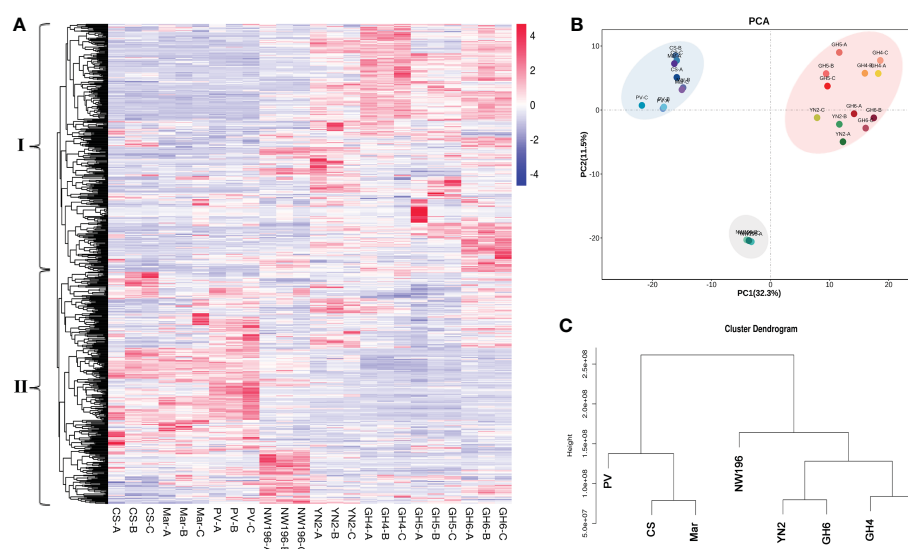 A
I
II
4
2
0
-2
-4
CS-A
CS-B
CS-C
Mar-A
Mar-B
Mar-C
PV-A
PV-B
PV-C
NW196-A
NW196-B
YN2-A
YN2-B
YN2-C
GH4-A
GH4-B
GH4-C
GH5-A
GH5-B
GH5-C
GH6-A
GH6-B
GH6-C
B
PCA
PC2(11.5%)
10
0
-10
-20
-20
-10
0
10
20
PC1(32.3%)
CS-B
CS-A
PV-C
GH5-A
GH4-C
GH5-B
GH4-B
GH4-A
GH5-C
YN2-C
GH6-A
GH6-B
YN2-B
YN2-A
C
Cluster Dendrogram
Height
2.5e+08
2.0e+08
1.5e+08
1.0e+08
5.0e+07
PV
CS
Mar
NW196
YN2
GH6
GH4